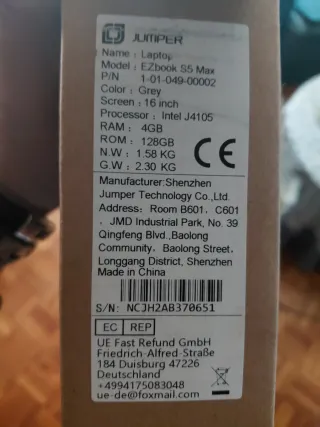 JUMPER
Name : Laptop
Model : EZbook S5 Max
P/N : 1-01-049-00002
Color : Grey
Screen : 16 inch
Processor : Intel J4105
RAM : 4GB
ROM : 128GB
N.W : 1.58 KG
G.W : 2.30 KG
CE
Manufacturer:Shenzhen
Jumper Technology Co.,Ltd.
Address: Room B601, C601
, JMD Industrial Park, No. 39
Qingfeng Blvd.,Baolong
Community, Baolong Street,
Longgang District, Shenzhen
Made in China
S/N: NCJH2AB370651
EC REP
UE Fast Refund GmbH
Friedrich-Alfred-Straße
184 Duisburg 47226
Deutschland
+4994175083048
ue-de@foxmail.com